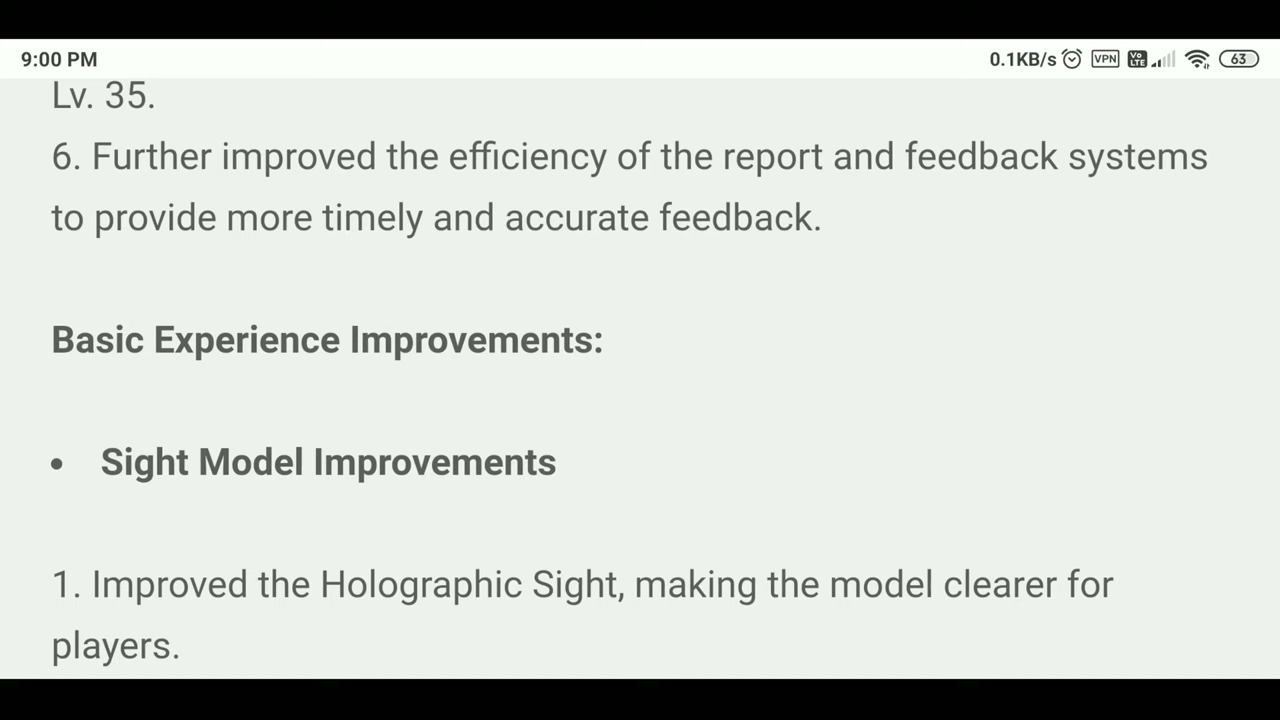 9:00 PM 0.1KB/s VPN Vo LTE 63
Lv. 35.
6. Further improved the efficiency of the report and feedback systems
to provide more timely and accurate feedback.
Basic Experience Improvements:
• Sight Model Improvements
1. Improved the Holographic Sight, making the model clearer for
players.